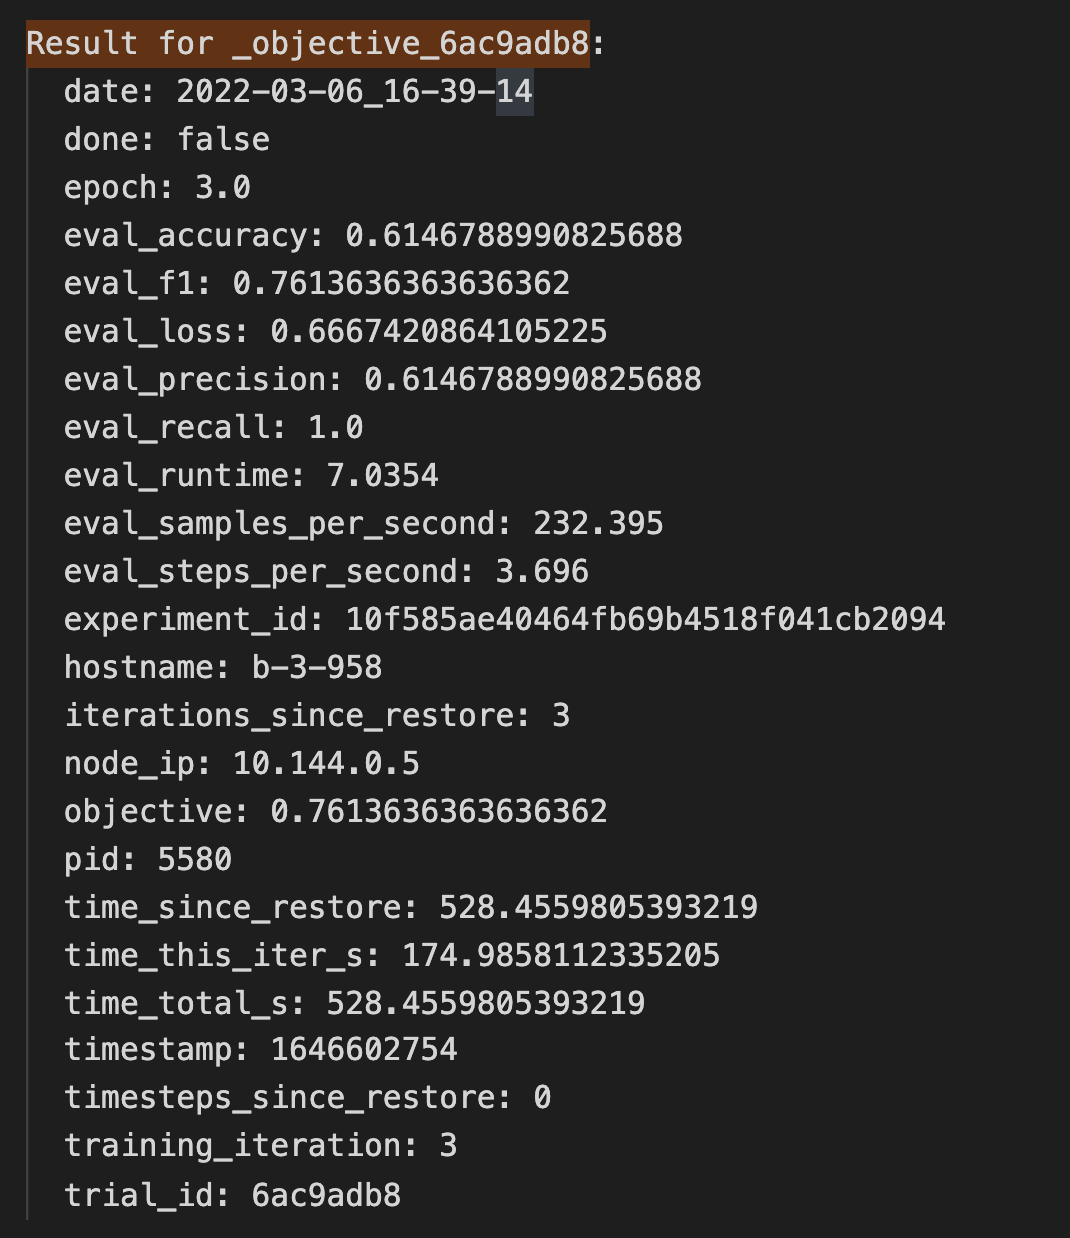 Result for _objective_6ac9adb8:
date: 2022-03-06_16-39-14
done: false
epoch: 3.0
eval_accuracy: 0.6146788990825688
eval_f1: 0.7613636363636362
eval_loss: 0.6667420864105225
eval_precision: 0.6146788990825688
eval_recall: 1.0
eval_runtime: 7.0354
eval_samples_per_second: 232.395
eval_steps_per_second: 3.696
experiment_id: 10f585ae40464fb69b4518f041cb2094
hostname: b-3-958
iterations_since_restore: 3
node_ip: 10.144.0.5
objective: 0.7613636363636362
pid: 5580
time_since_restore: 528.4559805393219
time_this_iter_s: 174.9858112335205
time_total_s: 528.4559805393219
timestamp: 1646602754
timesteps_since_restore: 0
training_iteration: 3
trial_id: 6ac9adb8